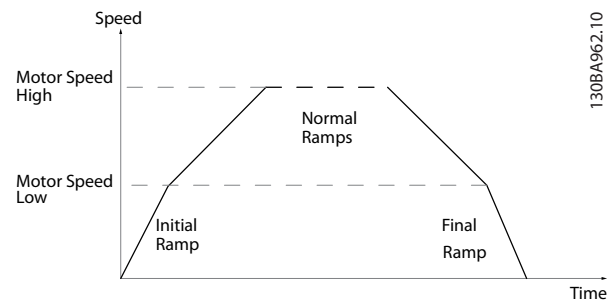 Speed
130BA962.10
Motor Speed
High
Normal
Ramps
Motor Speed
Low
Initial
Ramp
Final
Ramp
Time